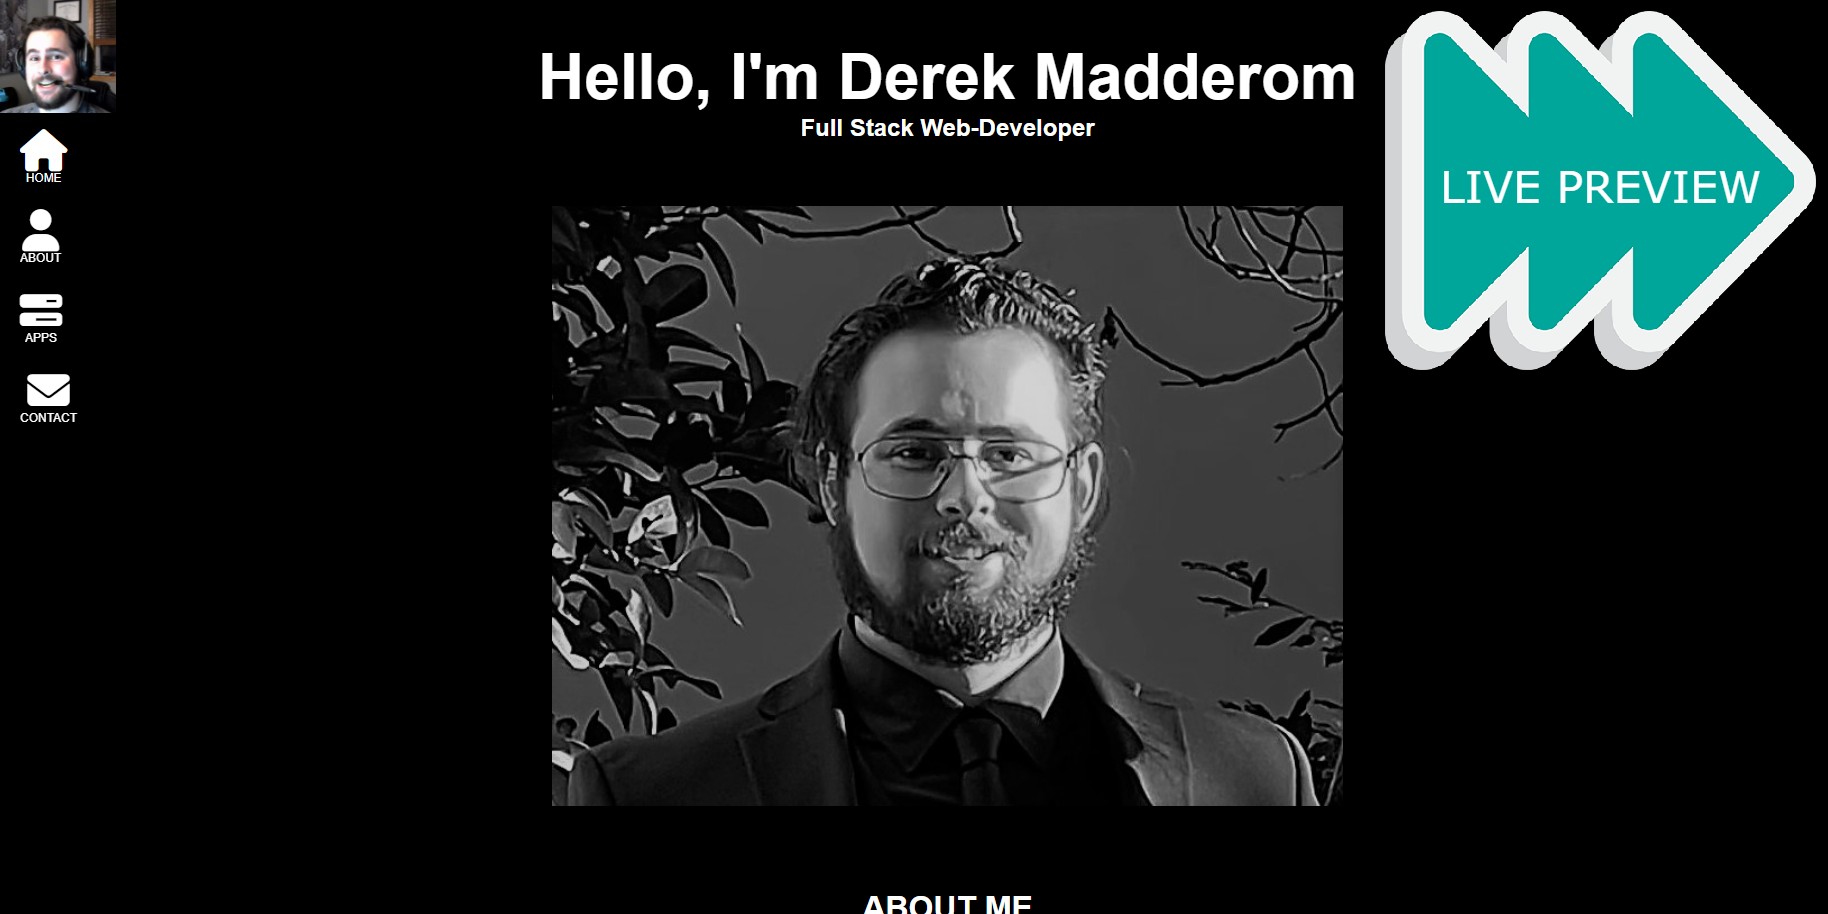 Hello, I'm Derek Madderom
Full Stack Web-Developer
LIVE PREVIEW
HOME
ABOUT
APPS
CONTACT
ABOUT ME